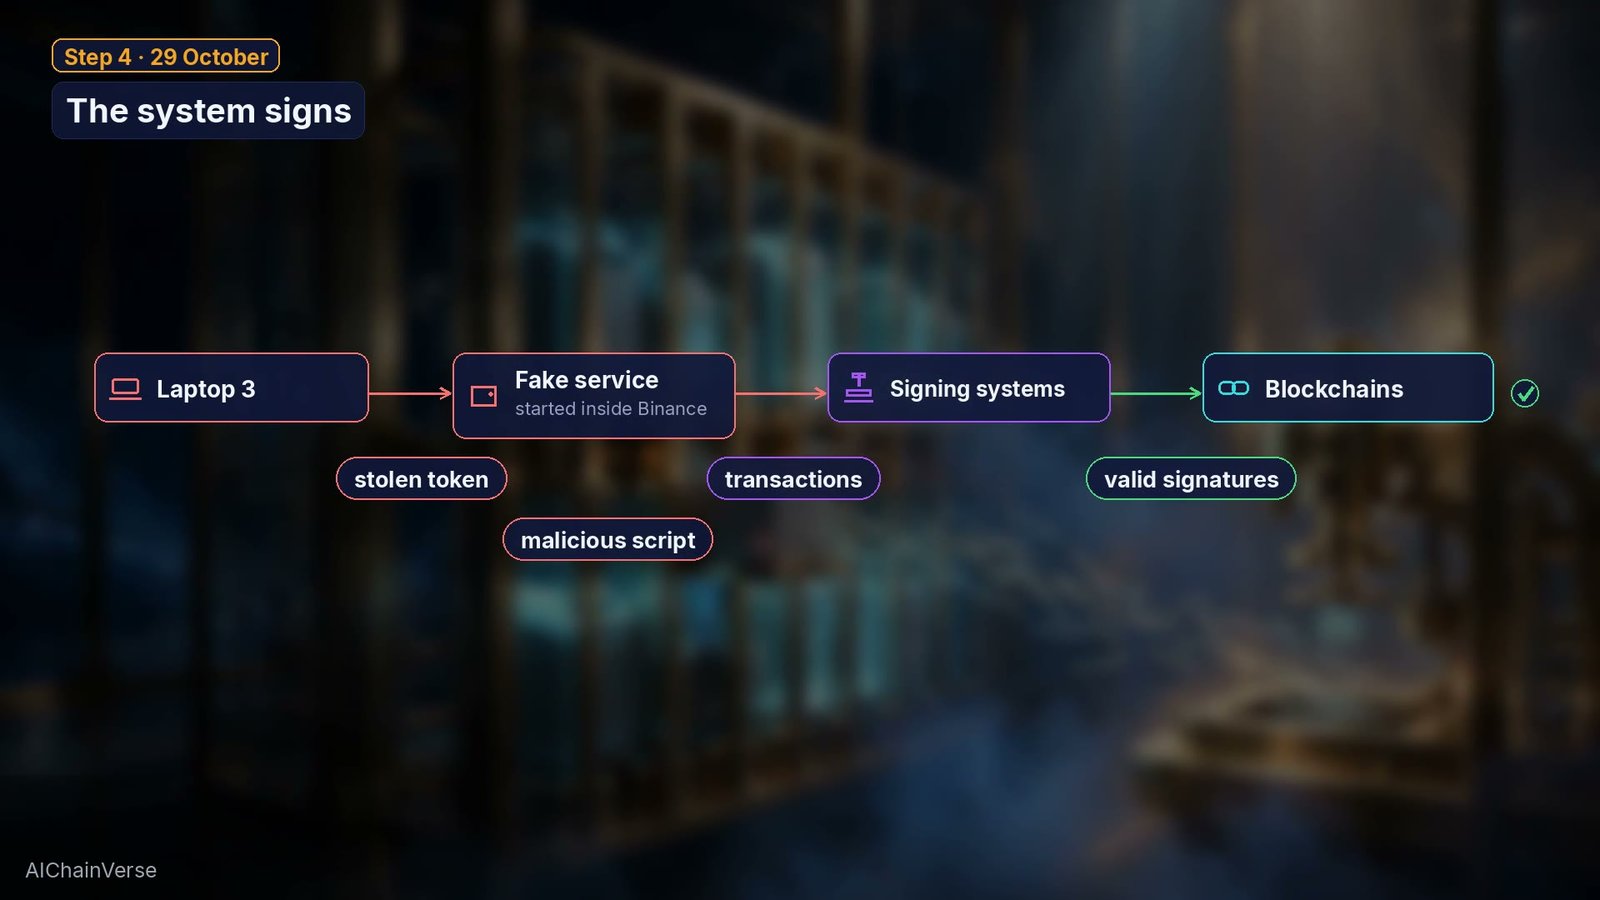 Step 4 · 29 October
The system signs
Laptop 3
Fake service
started inside Binance
Signing systems
Blockchains
stolen token
transactions
valid signatures
malicious script
AIChainVerse